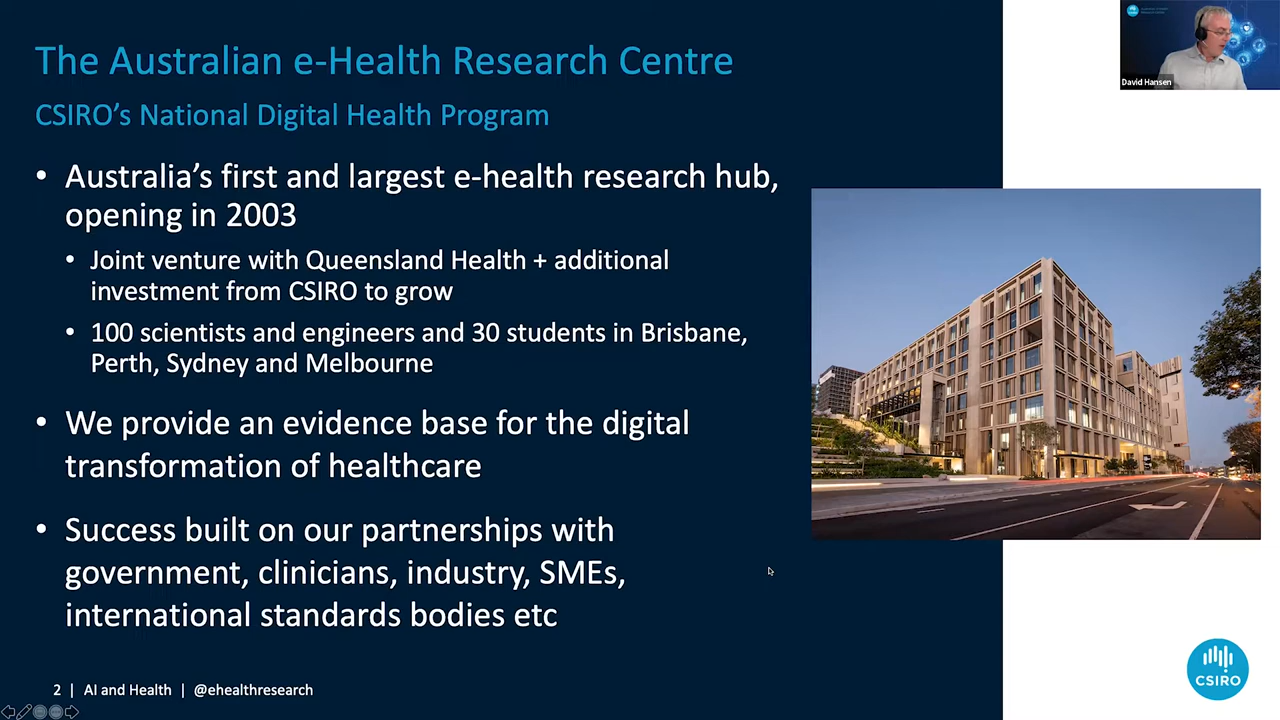 The Australian e-Health Research Centre
CSIRO's National Digital Health Program
• Australia's first and largest e-health research hub,
opening in 2003
• Joint venture with Queensland Health + additional
investment from CSIRO to grow
• 100 scientists and engineers and 30 students in Brisbane,
Perth, Sydney and Melbourne
• We provide an evidence base for the digital
transformation of healthcare
• Success built on our partnerships with
government, clinicians, industry, SMEs,
international standards bodies etc
2 | AI and Health | @ehealthresearch
CSIRO
David Hansen
CSIRO